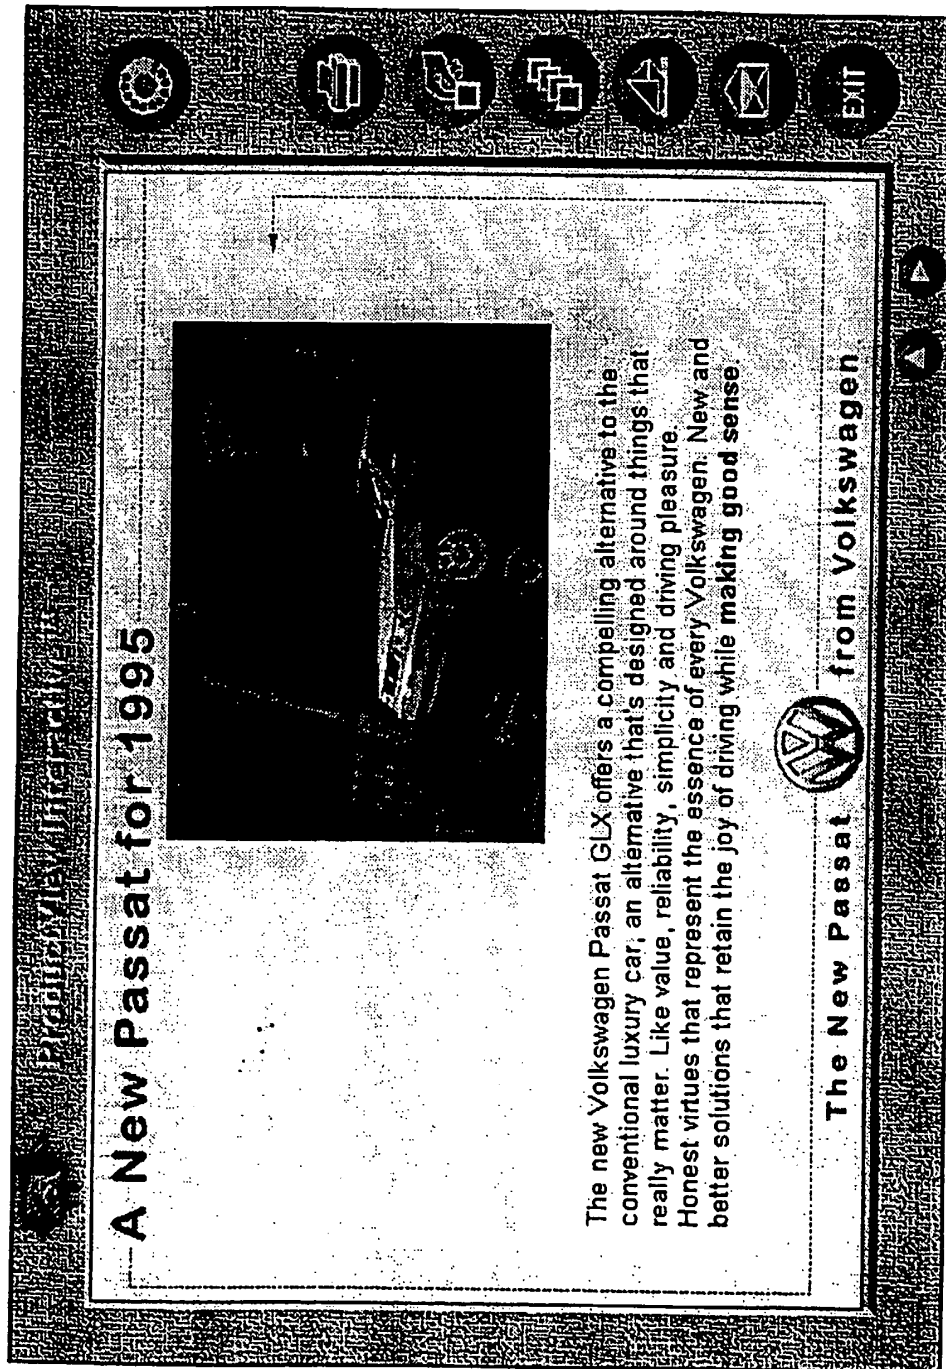 ProductView Interactive
A New Passat for 1995
The new Volkswagen Passat GLX offers a compelling alternative to the
conventional luxury car; an alternative that's designed around things that
really matter. Like value, reliability, simplicity and driving pleasure.
Honest virtues that represent the essence of every Volkswagen. New and
better solutions that retain the joy of driving while making good sense.
The New Passat from Volkswagen
EXIT